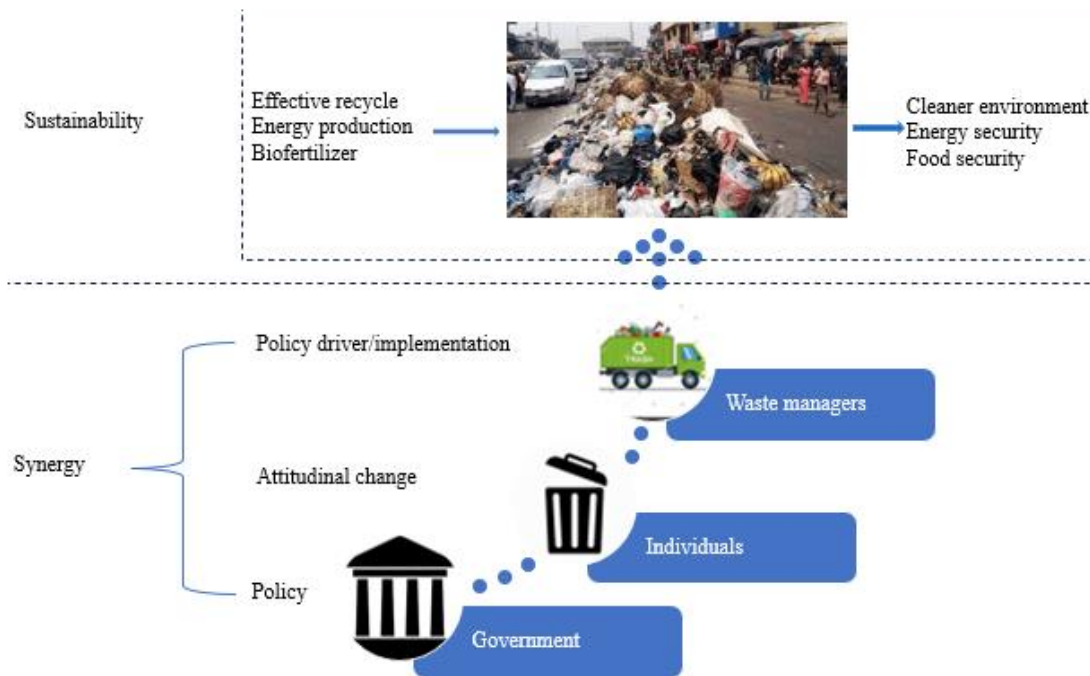 Sustainability
Effective recycle
Energy production
Biofertilizer
Cleaner environment
Energy security
Food security
Synergy
Policy driver/implementation
TRASH
Waste managers
Attitudinal change
Individuals
Policy
Government